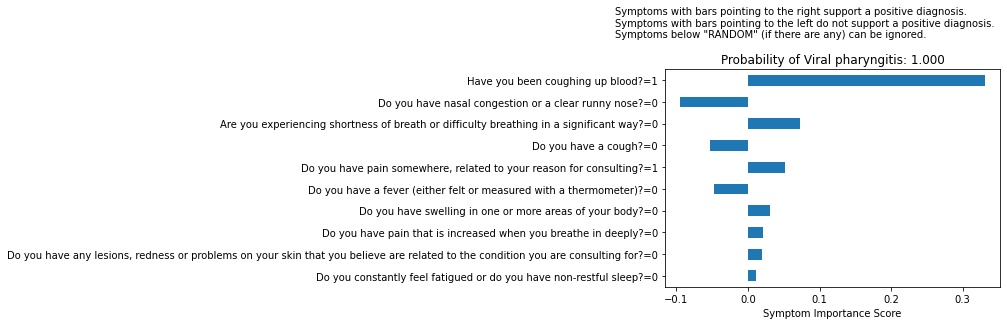 Symptoms with bars pointing to the right support a positive diagnosis.
Symptoms with bars pointing to the left do not support a positive diagnosis.
Symptoms below "RANDOM" (if there are any) can be ignored.
Probability of Viral pharyngitis: 1.000
Have you been coughing up blood?=1
Do you have nasal congestion or a clear runny nose?=0
Are you experiencing shortness of breath or difficulty breathing in a significant way?=0
Do you have a cough?=0
Do you have pain somewhere, related to your reason for consulting?=1
Do you have a fever (either felt or measured with a thermometer)?=0
Do you have swelling in one or more areas of your body?=0
Do you have pain that is increased when you breathe in deeply?=0
Do you have any lesions, redness or problems on your skin that you believe are related to the condition you are consulting for?=0
Do you constantly feel fatigued or do you have non-restful sleep?=0
−0.1 0.0 0.1 0.2 0.3
Symptom Importance Score